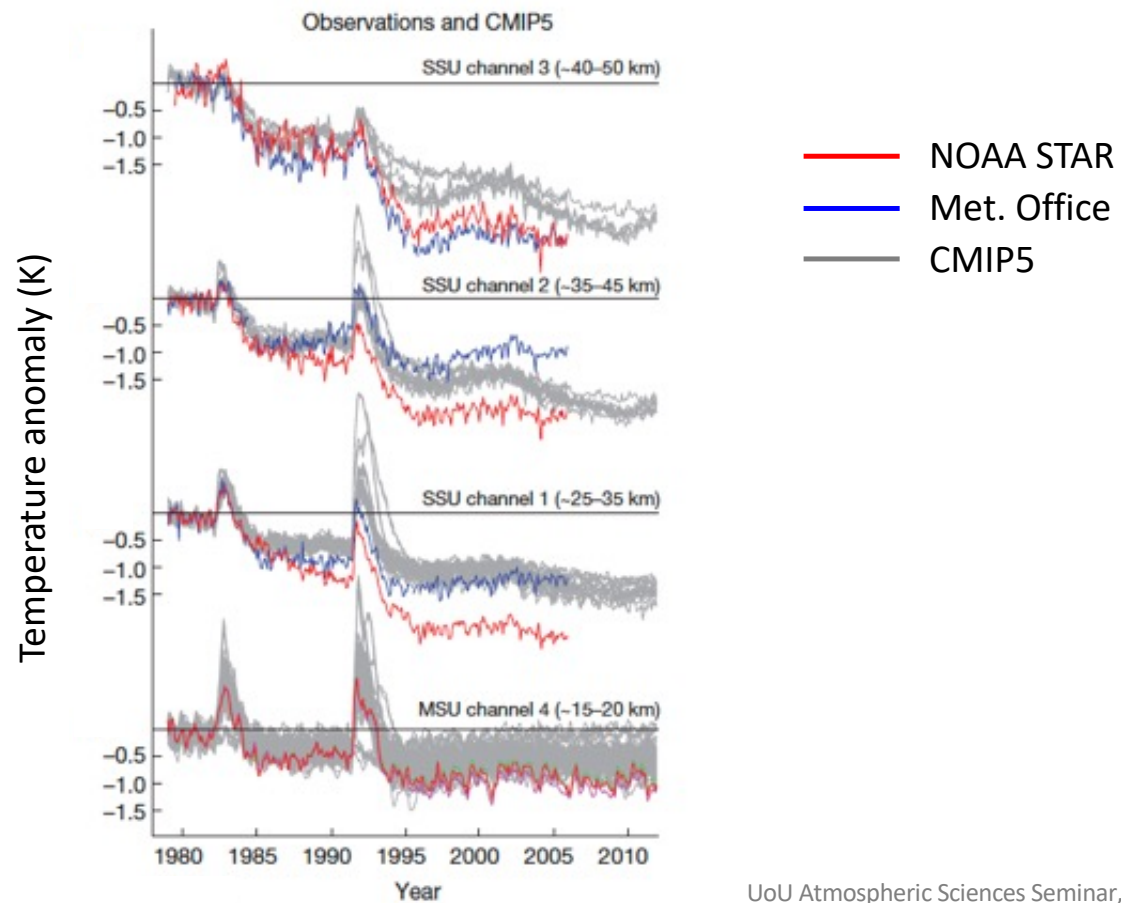 Observations and CMIP5
SSU channel 3 (~40–50 km)
−0.5
−1.0
−1.5
SSU channel 2 (~35–45 km)
−0.5
−1.0
−1.5
SSU channel 1 (~25–35 km)
−0.5
−1.0
−1.5
MSU channel 4 (~15–20 km)
−0.5
−1.0
−1.5
1980 1985 1990 1995 2000 2005 2010
Year
Temperature anomaly (K)
NOAA STAR
Met. Office
CMIP5
UoU Atmospheric Sciences Seminar,